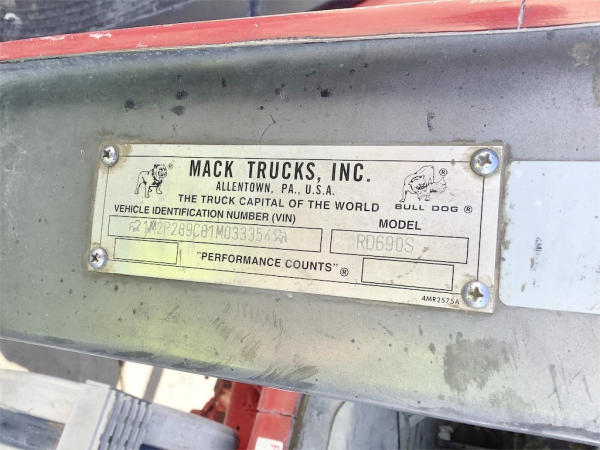 MACK TRUCKS, INC.
ALLENTOWN, PA., U.S.A.
THE TRUCK CAPITAL OF THE WORLD
BULL DOG ®
VEHICLE IDENTIFICATION NUMBER (VIN)
MODEL
RD690S
"PERFORMANCE COUNTS"®
4MR2575A